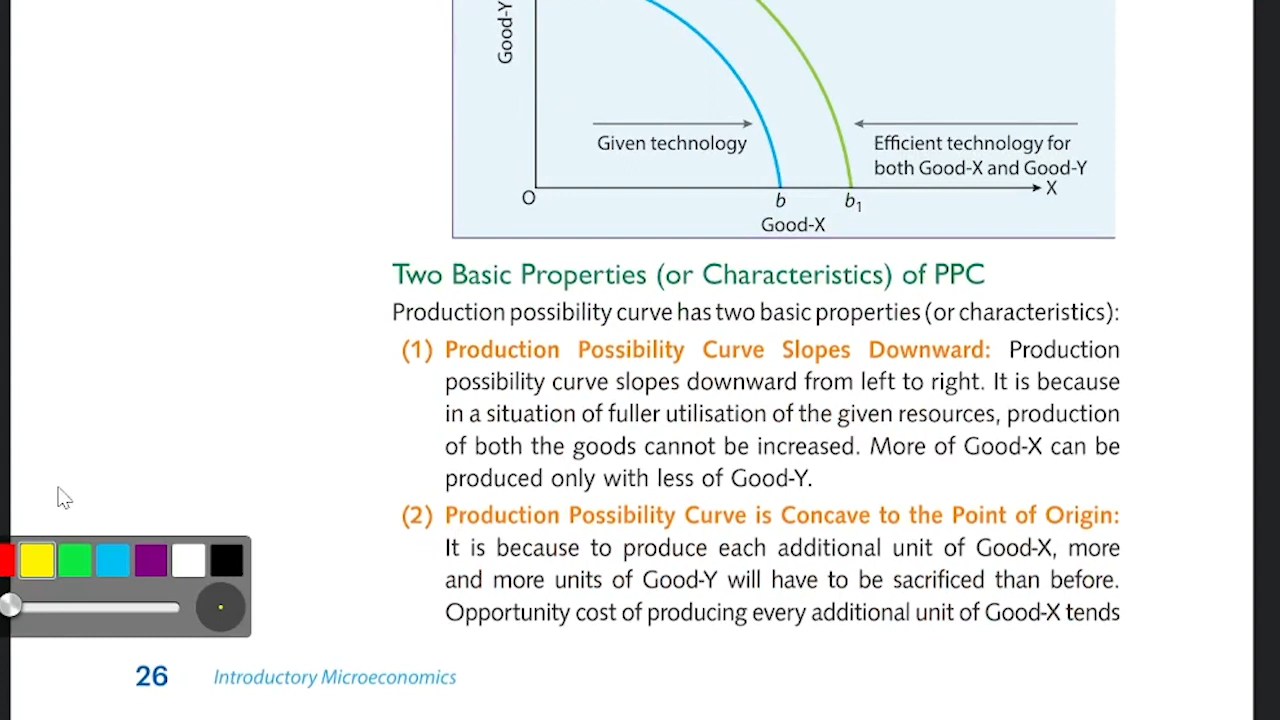 Good-Y
Given technology
Efficient technology for
both Good-X and Good-Y
O
b
b₁
X
Good-X
Two Basic Properties (or Characteristics) of PPC
Production possibility curve has two basic properties (or characteristics):
(1) Production Possibility Curve Slopes Downward: Production
possibility curve slopes downward from left to right. It is because
in a situation of fuller utilisation of the given resources, production
of both the goods cannot be increased. More of Good-X can be
produced only with less of Good-Y.
(2) Production Possibility Curve is Concave to the Point of Origin:
It is because to produce each additional unit of Good-X, more
and more units of Good-Y will have to be sacrificed than before.
Opportunity cost of producing every additional unit of Good-X tends
26 Introductory Microeconomics